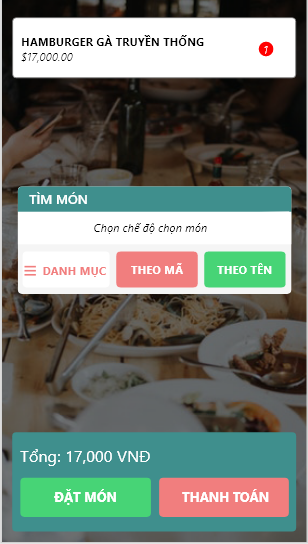 HAMBURGER GÀ TRUYỀN THỐNG
$17,000.00
1
TÌM MÓN
Chọn chế độ chọn món
DANH MỤC
THEO MÃ
THEO TÊN
Tổng: 17,000 VNĐ
ĐẶT MÓN
THANH TOÁN